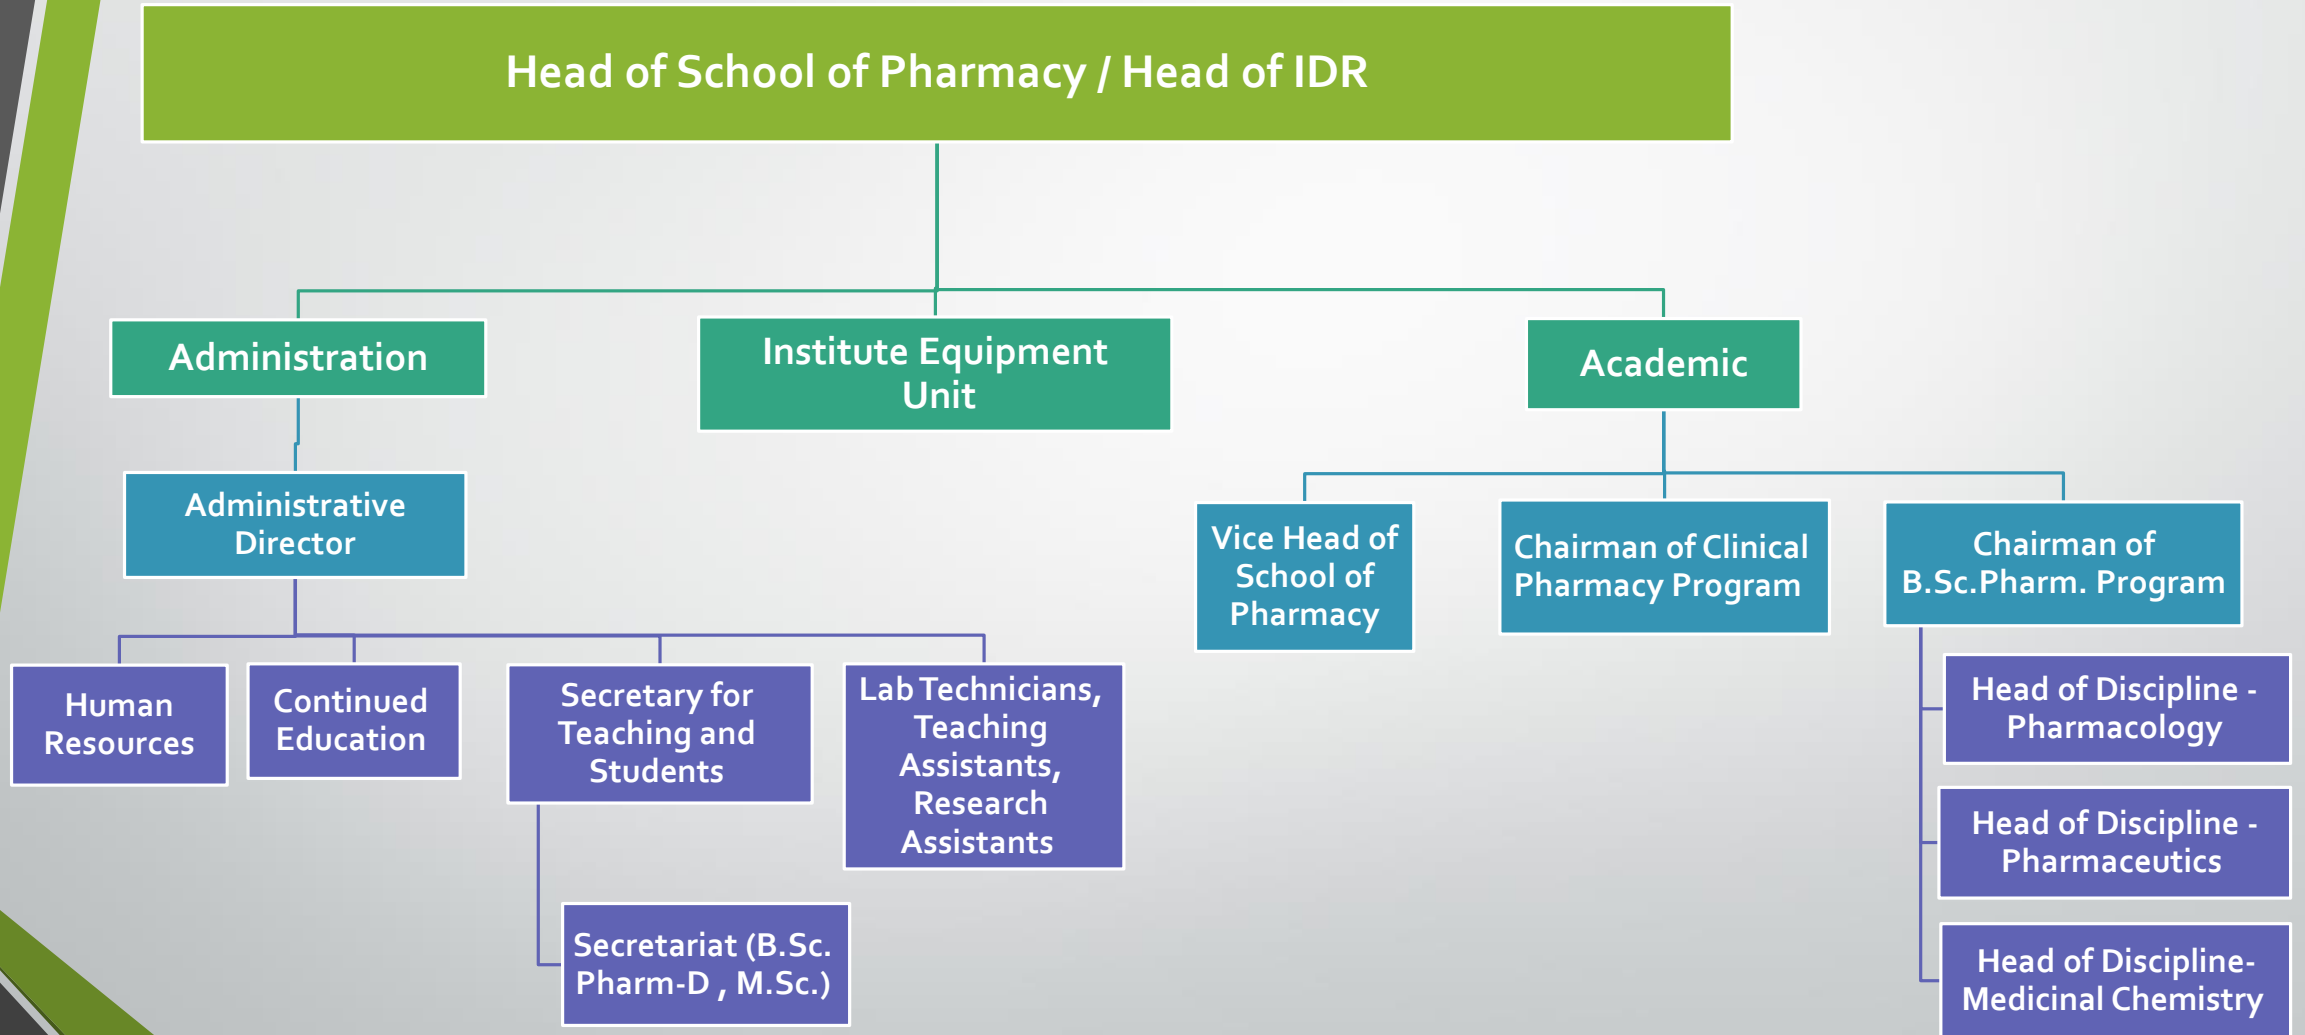 Head of School of Pharmacy / Head of IDR
Administration
Institute Equipment
Unit
Academic
Administrative
Director
Vice Head of
School of
Pharmacy
Chairman of Clinical
Pharmacy Program
Chairman of
B.Sc.Pharm. Program
Human
Resources
Continued
Education
Secretary for
Teaching and
Students
Lab Technicians,
Teaching
Assistants,
Research
Assistants
Secretariat (B.Sc.
Pharm-D , M.Sc.)
Head of Discipline -
Pharmacology
Head of Discipline -
Pharmaceutics
Head of Discipline-
Medicinal Chemistry